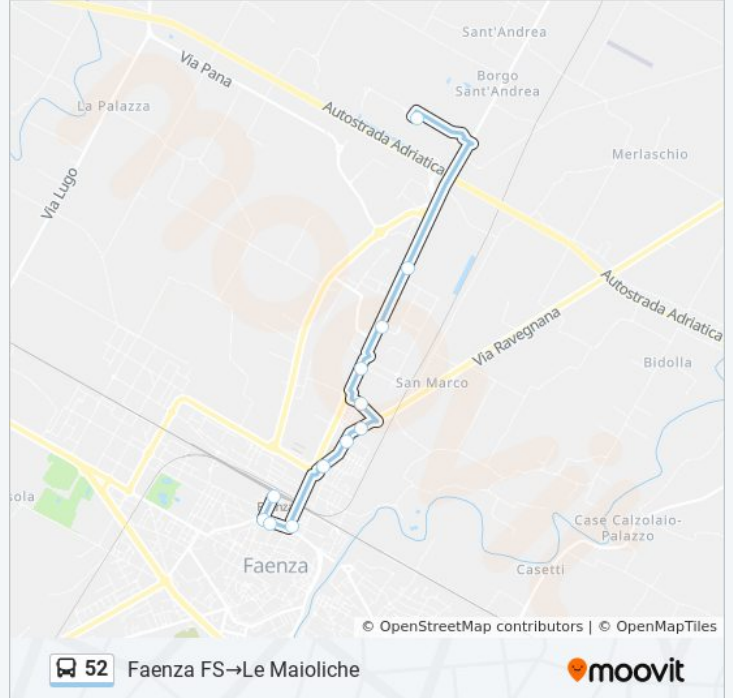 Sant'Andrea
Via Pana
Borgo
Sant'Andrea
La Palazza
Autostrada Adriatica
Merlaschio
Via Lugo
Autostrada Adriatica
Via Ravegnana
Bidolla
San Marco
sola
Case Calzolaio-
Palazzo
Faenza
Casetti
© OpenStreetMap contributors | © OpenMapTiles
52 Faenza FS→Le Maioliche
moovit
moovit